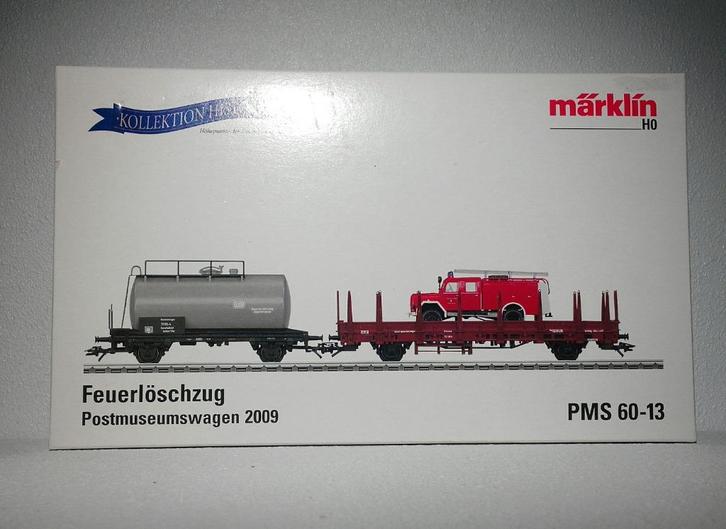 KOLLEKTION
märklin
H0
Feuerlöschzug
Postmuseumswagen 2009
PMS 60-13